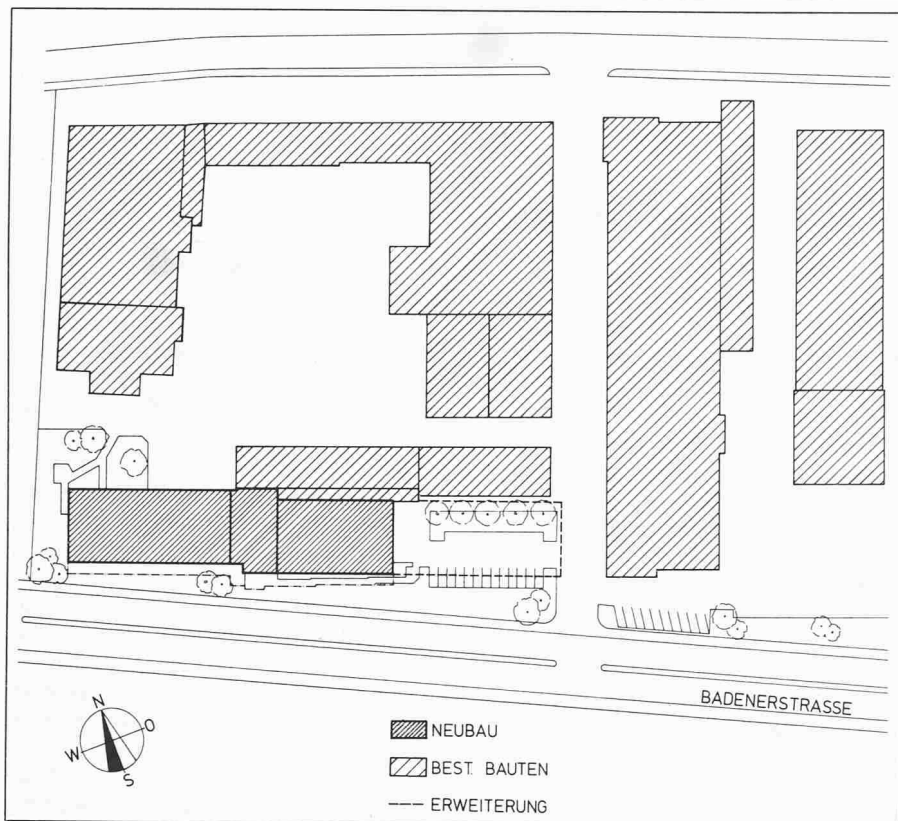 BADENERSTRASSE
N
W
O
S
NEUBAU
BEST. BAUTEN
ERWEITERUNG